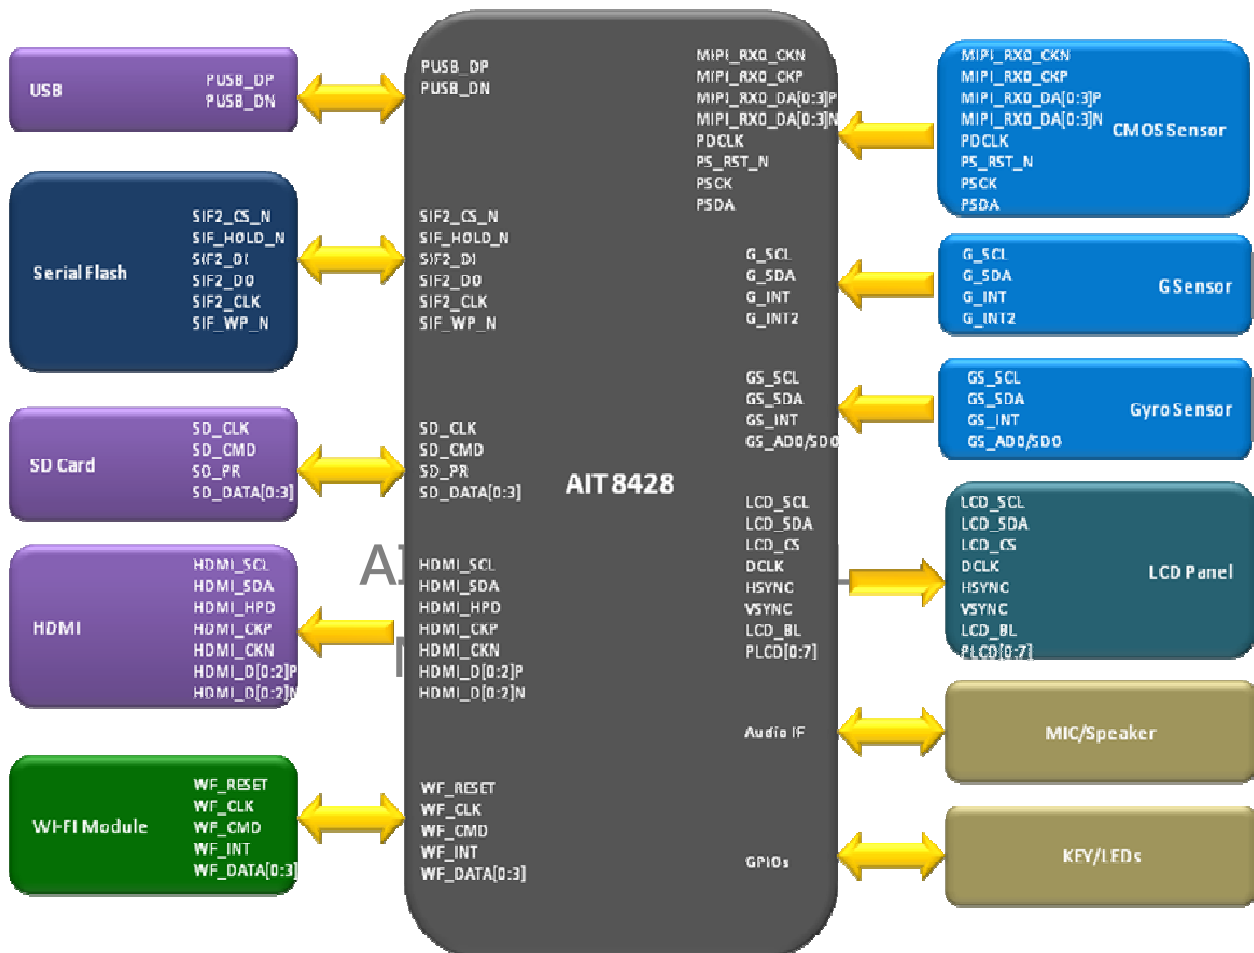 USB
PUSB_DP
PUSB_DN
Serial Flash
SIF2_CS_N
SIF_HOLD_N
SIF2_DI
SIF2_DO
SIF2_CLK
SIF_WP_N
SD Card
SD_CLK
SD_CMD
SD_PR
SD_DATA[0:3]
HDMI
HDMI_SCL
HDMI_SDA
HDMI_HPD
HDMI_CKP
HDMI_CKN
HDMI_D[0:2]P
HDMI_D[0:2]N
WI-FI Module
WF_RESET
WF_CLK
WF_CMD
WF_INT
WF_DATA[0:3]
PUSB_DP
PUSB_DN
SIF2_CS_N
SIF_HOLD_N
SIF2_DI
SIF2_DO
SIF2_CLK
SIF_WP_N
SD_CLK
SD_CMD
SD_PR
SD_DATA[0:3]
HDMI_SCL
HDMI_SDA
HDMI_HPD
HDMI_CKP
HDMI_CKN
HDMI_D[0:2]P
HDMI_D[0:2]N
WF_RESET
WF_CLK
WF_CMD
WF_INT
WF_DATA[0:3]
AIT8428
MIPI_RX0_CKN
MIPI_RX0_CKP
MIPI_RX0_DA[0:3]P
MIPI_RX0_DA[0:3]N
PDCLK
PS_RST_N
PSCK
PSDA
G_SCL
G_SDA
G_INT
G_INT2
GS_SCL
GS_SDA
GS_INT
GS_AD0/SDO
LCD_SCL
LCD_SDA
LCD_CS
DCLK
HSYNC
VSYNC
LCD_BL
PLCD[0:7]
Audio IF
GPIOs
MIPI_RX0_CKN
MIPI_RX0_CKP
MIPI_RX0_DA[0:3]P
MIPI_RX0_DA[0:3]N
PDCLK
PS_RST_N
PSCK
PSDA
CMOS Sensor
G_SCL
G_SDA
G_INT
G_INT2
GSensor
GS_SCL
GS_SDA
GS_INT
GS_AD0/SDO
Gyro Sensor
LCD_SCL
LCD_SDA
LCD_CS
DCLK
HSYNC
VSYNC
LCD_BL
PLCD[0:7]
LCD Panel
MIC/Speaker
KEY/LEDs